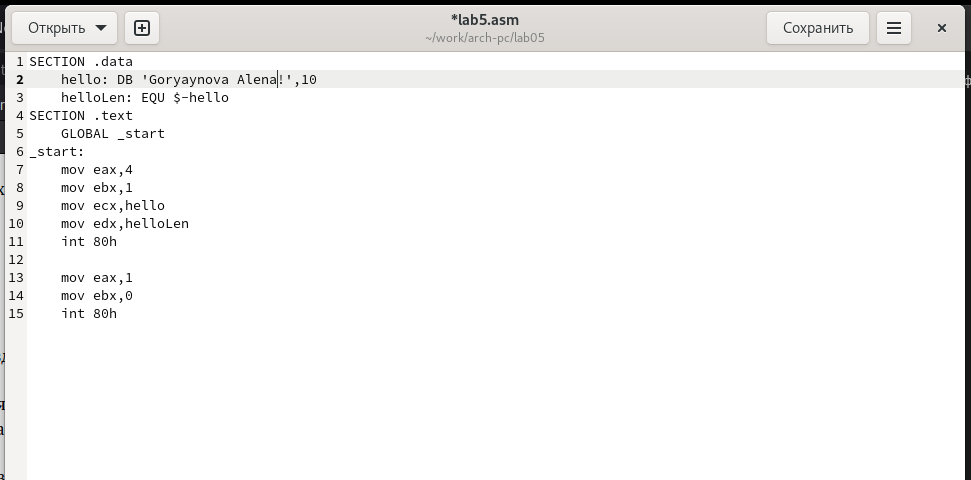 Открыть
*lab5.asm
~/work/arch-pc/lab05
Сохранить
1 SECTION .data
2     hello: DB 'Goryaynova Alena!',10
3     helloLen: EQU $-hello
4 SECTION .text
5     GLOBAL _start
6 _start:
7     mov eax,4
8     mov ebx,1
9     mov ecx,hello
10     mov edx,helloLen
11     int 80h
12
13     mov eax,1
14     mov ebx,0
15     int 80h